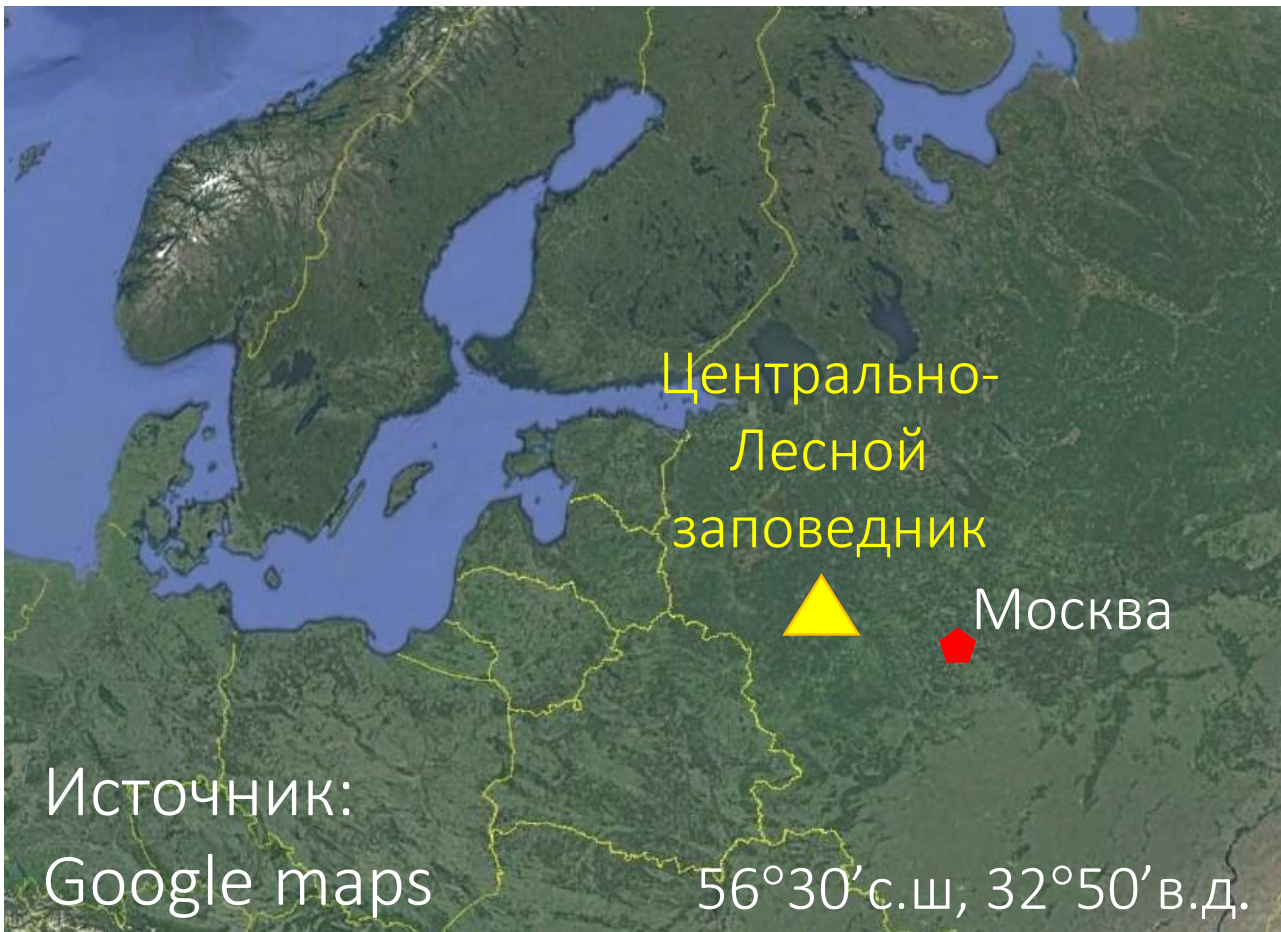 Центрально-
Лесной
заповедник
Москва
Источник:
Google maps
56°30’с.ш, 32°50’в.д.